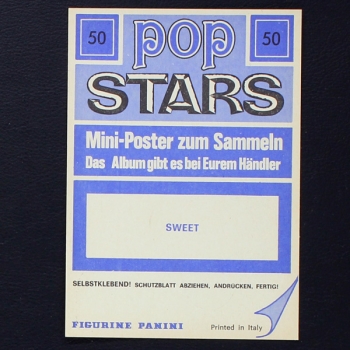 50 pop 50
STARS
Mini-Poster zum Sammeln
Das Album gibt es bei Eurem Händler
SWEET
SELBSTKLEBEND! SCHUTZBLATT ABZIEHEN, ANDRÜCKEN, FERTIG!
FIGURINE PANINI Printed in Italy